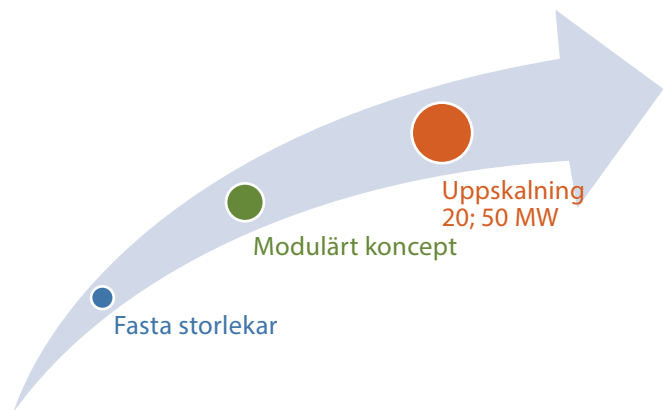 Uppskalning
20; 50 MW
Modulärt koncept
Fasta storlekar